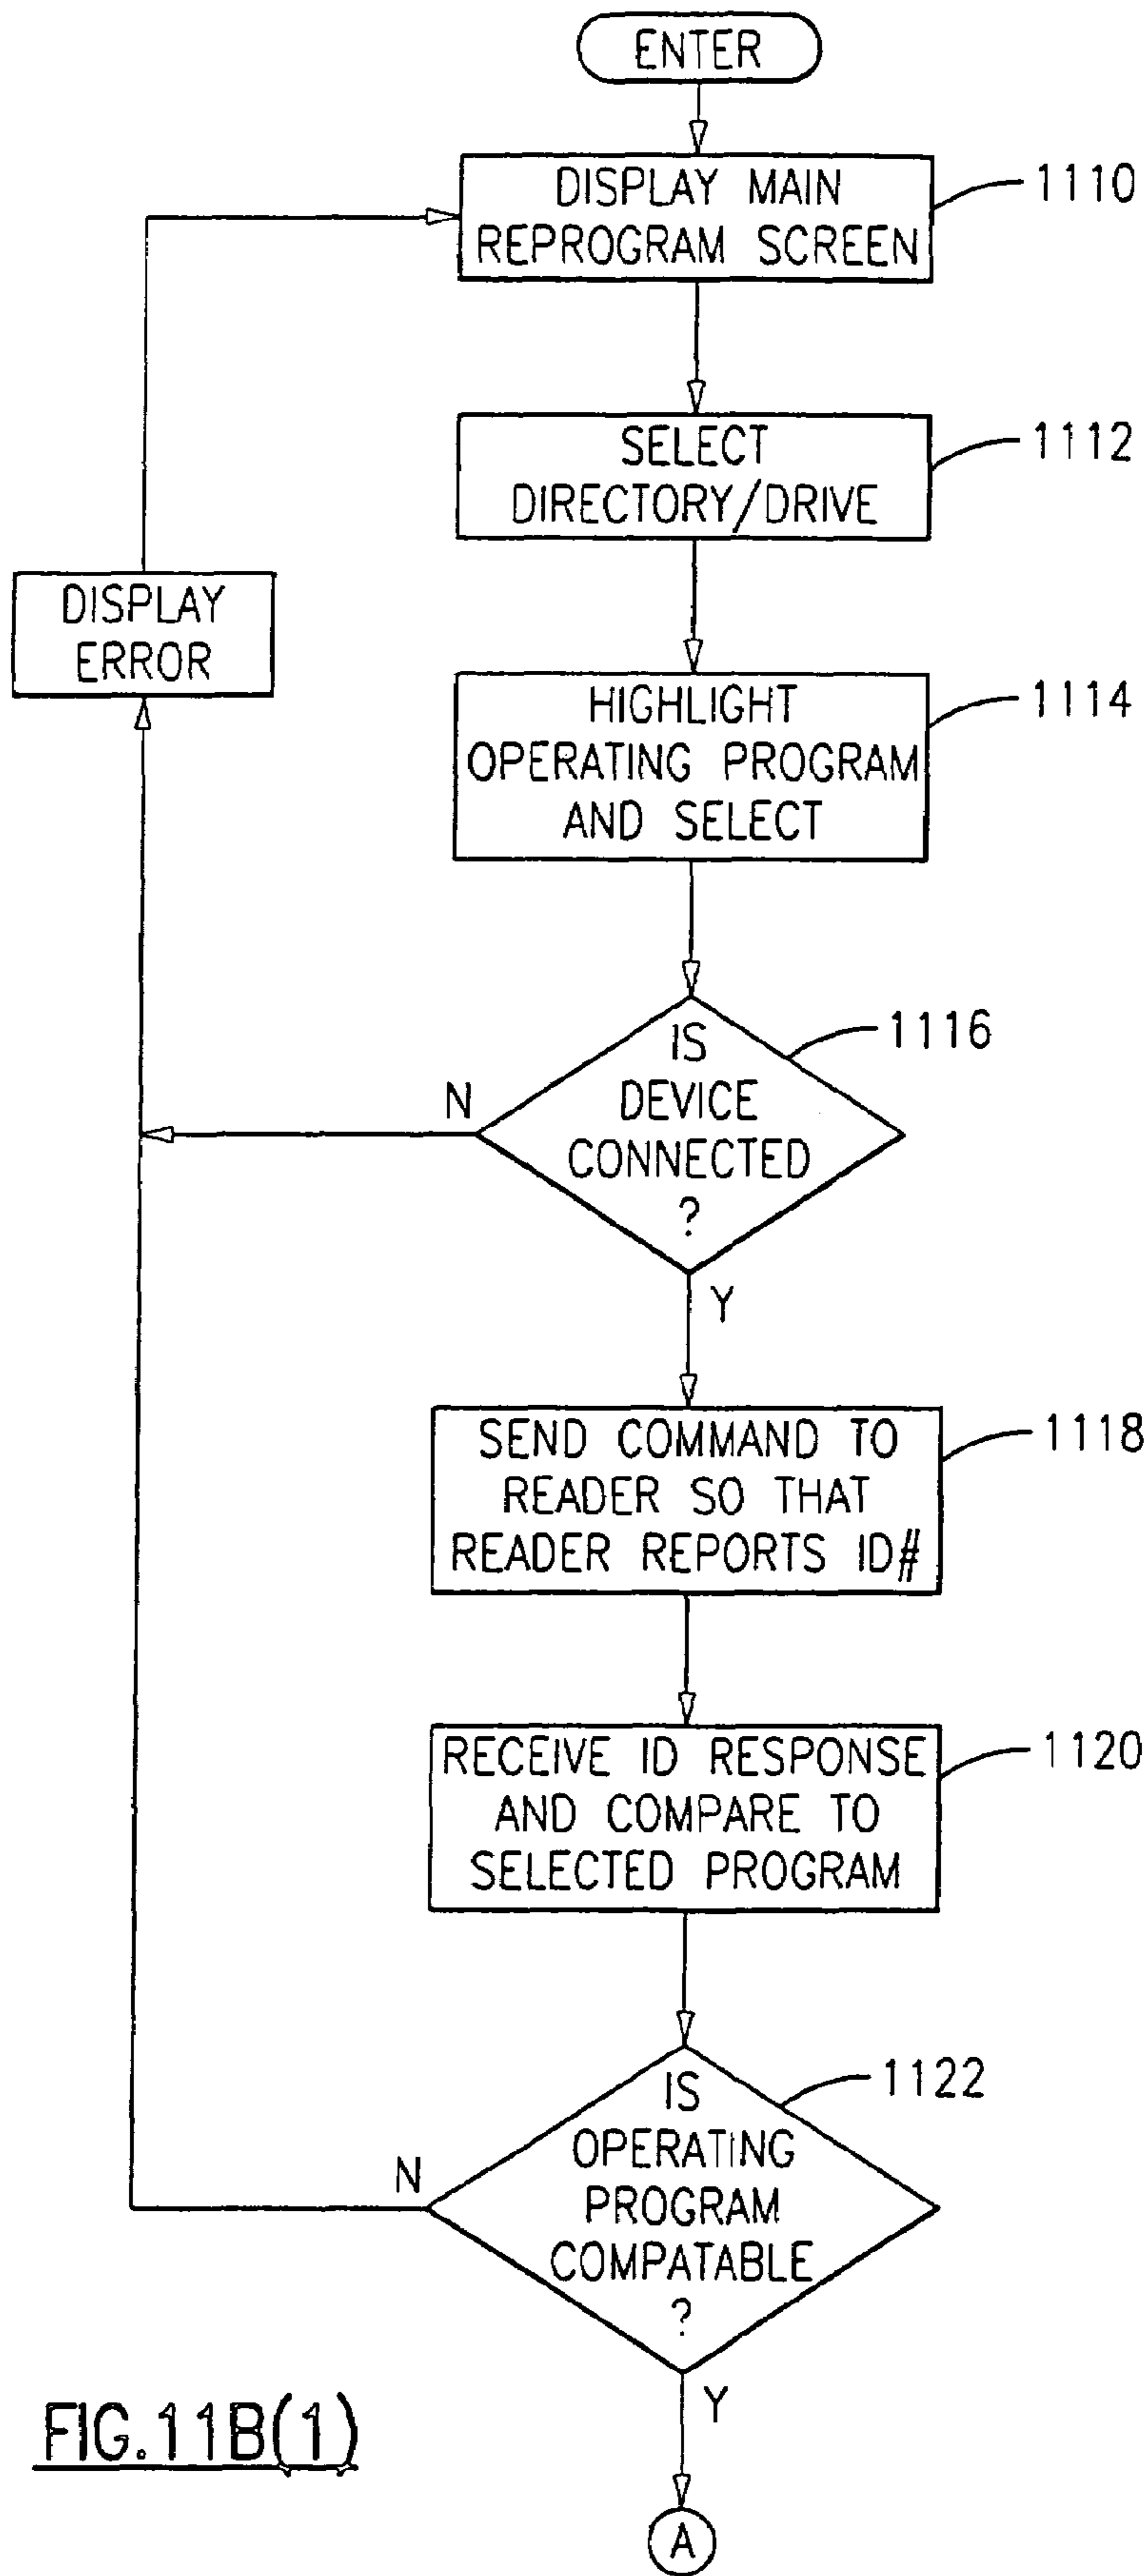 ENTER
DISPLAY MAIN
REPROGRAM SCREEN
1110
SELECT
DIRECTORY/DRIVE
1112
DISPLAY
ERROR
HIGHLIGHT
OPERATING PROGRAM
AND SELECT
1114
IS
DEVICE
CONNECTED
?
1116
N
Y
SEND COMMAND TO
READER SO THAT
READER REPORTS ID#
1118
RECEIVE ID RESPONSE
AND COMPARE TO
SELECTED PROGRAM
1120
IS
OPERATING
PROGRAM
COMPATABLE
?
1122
N
Y
A
FIG.11B(1)